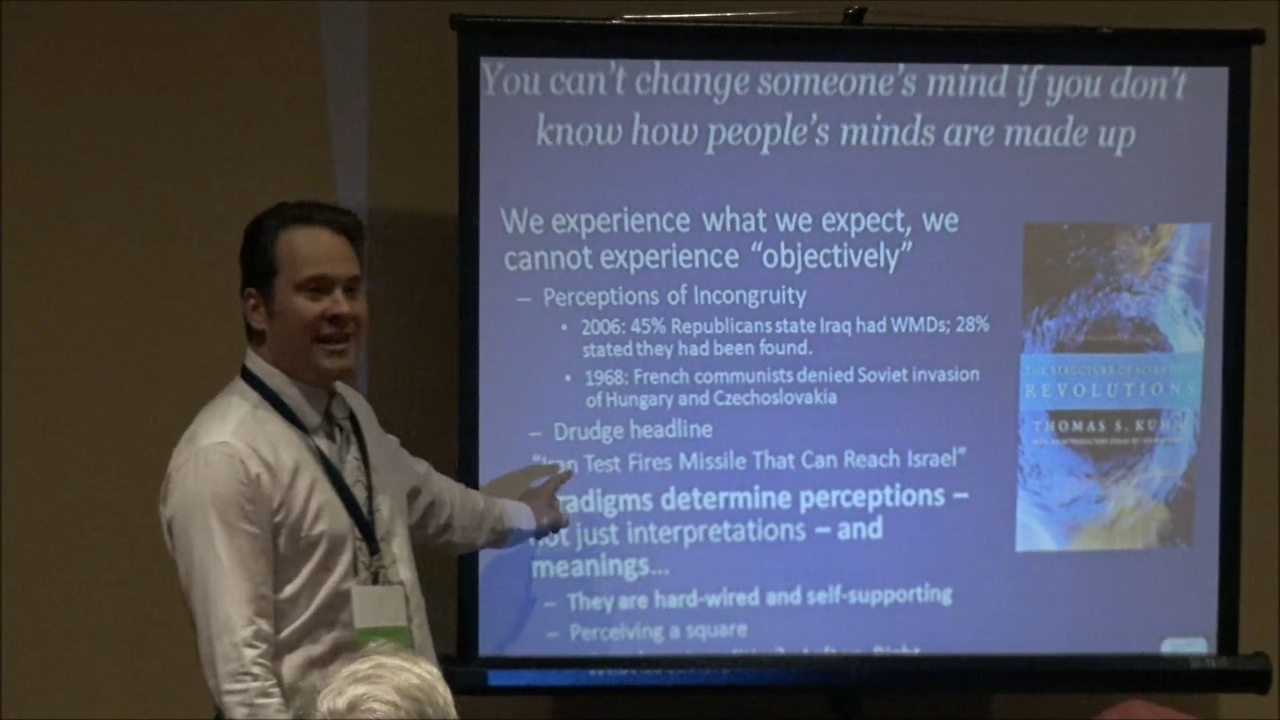 You can't change someone's mind if you don't
know how people's minds are made up
We experience what we expect, we
cannot experience “objectively”
– Perceptions of Incongruity
• 2006: 45% Republicans state Iraq had WMDs; 28%
stated they had been found.
• 1968: French communists denied Soviet invasion
of Hungary and Czechoslovakia
– Drudge headline
“Iran Test Fires Missile That Can Reach Israel”
radigms determine perceptions –
not just interpretations – and
meanings...
– They are hard-wired and self-supporting
– Perceiving a square
THE STRUCTURE OF SCIENTIFIC
REVOLUTIONS
THOMAS S. KUHN